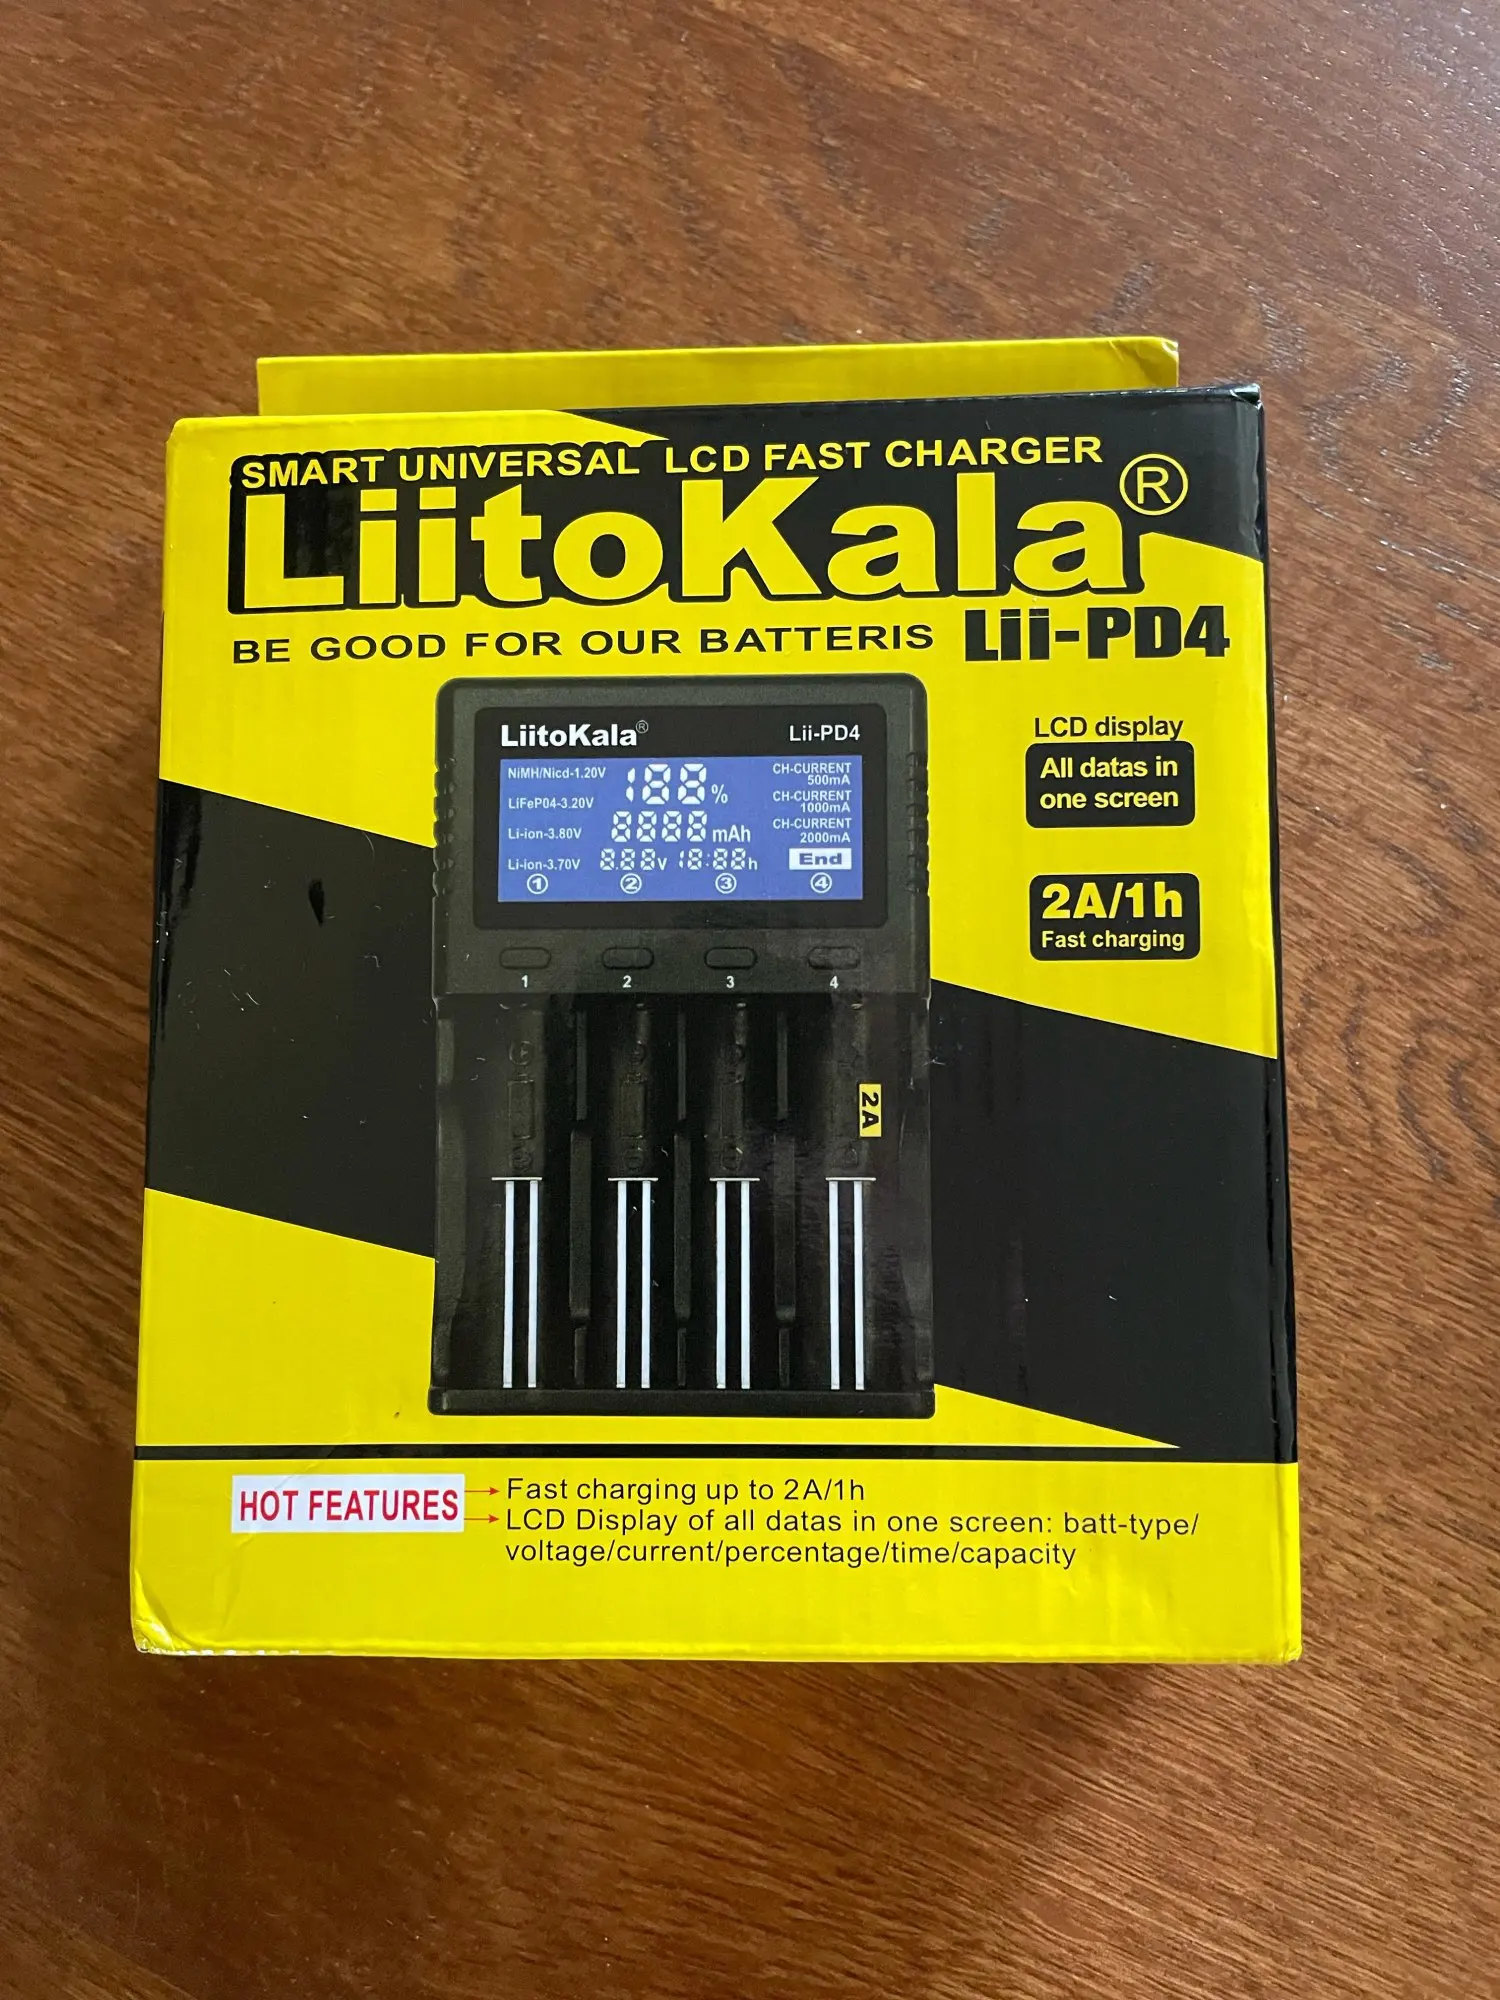 SMART UNIVERSAL LCD FAST CHARGER
LiitoKala®
BE GOOD FOR OUR BATTERIS Lii-PD4
LiitoKala® Lii-PD4
NiMH/Nicd-1.20V
LiFeP04-3.20V
Li-ion-3.80V
Li-ion-3.70V
188%
8888mAh
8.88V 18:88h
CH-CURRENT
500mA
CH-CURRENT
1000mA
CH-CURRENT
2000mA
End
① ② ③ ④
1 2 3 4
2A
LCD display
All datas in
one screen
2A/1h
Fast charging
HOT FEATURES
Fast charging up to 2A/1h
LCD Display of all datas in one screen: batt-type/
voltage/current/percentage/time/capacity